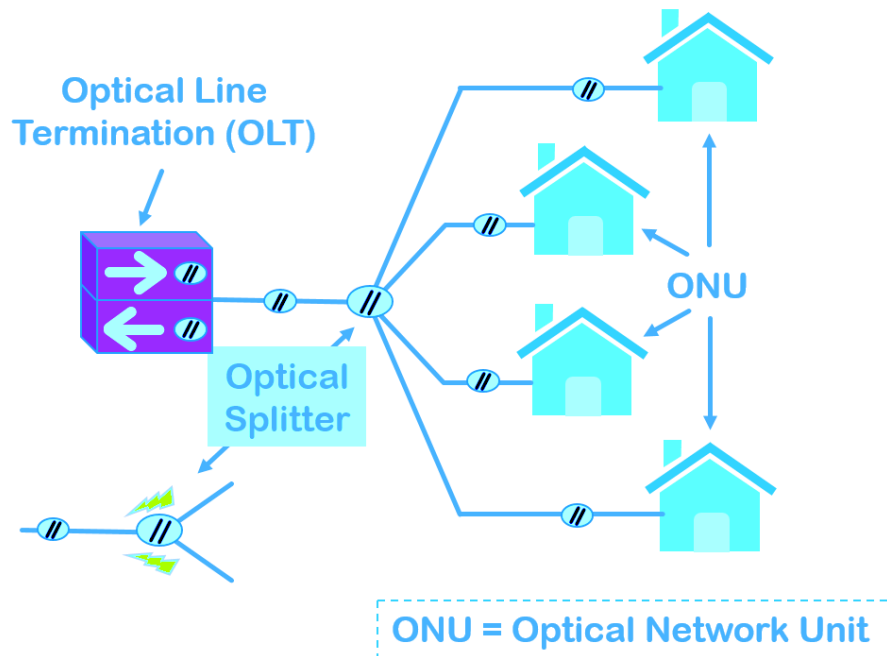 Optical Line
Termination (OLT)
ONU
Optical
Splitter
ONU = Optical Network Unit